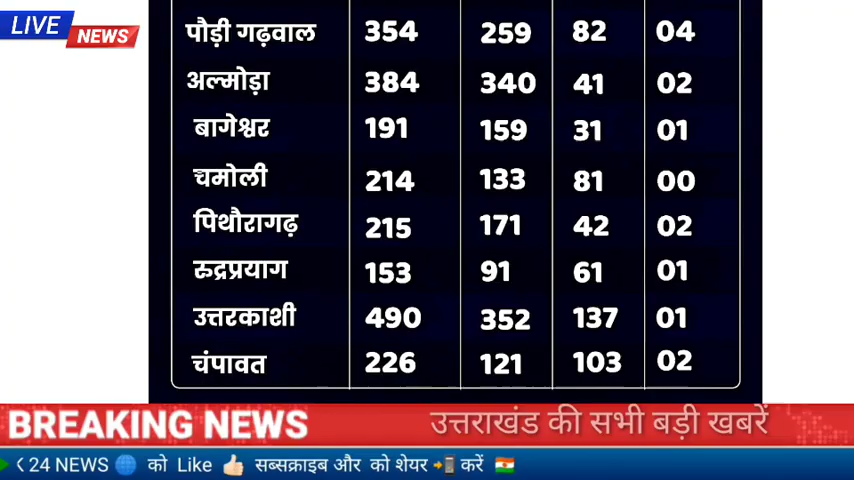 LIVE
NEWS
पौड़ी गढ़वाल 354 259 82 04
अल्मोड़ा 384 340 41 02
बागेश्वर 191 159 31 01
चमोली 214 133 81 00
पिथौरागढ़ 215 171 42 02
रुद्रप्रयाग 153 91 61 01
उत्तरकाशी 490 352 137 01
चंपावत 226 121 103 02
BREAKING NEWS उत्तराखंड की सभी बड़ी खबरें
24 NEWS 🌐 को Like 👍🏻 सब्सक्राइब और को शेयर 📲 करें 🇮🇳